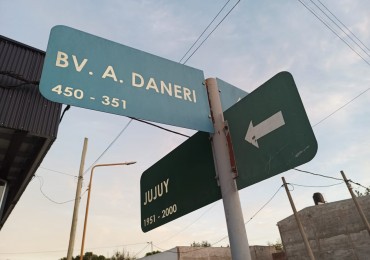 BV. A. DANERI
450 - 351
JUJUY
1951 - 2000